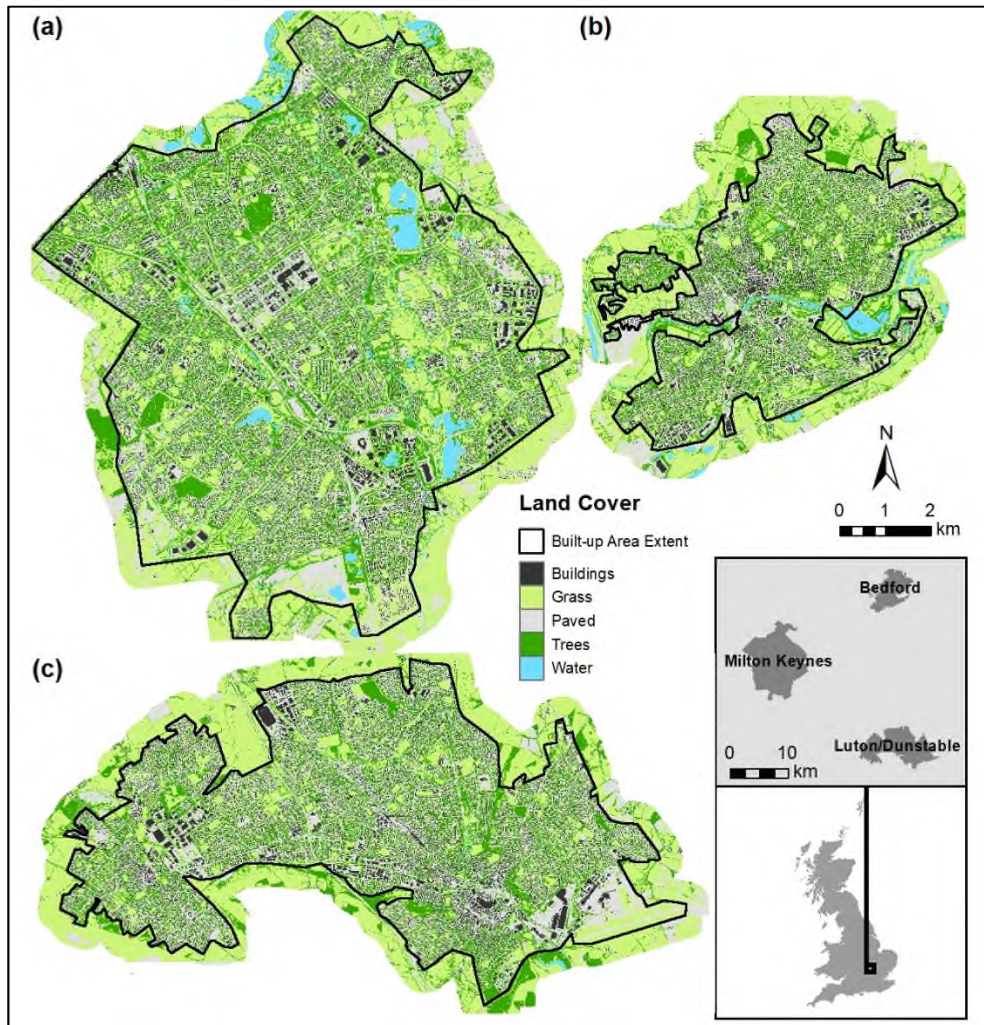 (a)
(b)
N
0 1 2
km
Land Cover
Built-up Area Extent
Buildings
Grass
Paved
Trees
Water
(c)
Bedford
Milton Keynes
Luton/Dunstable
0 10
km